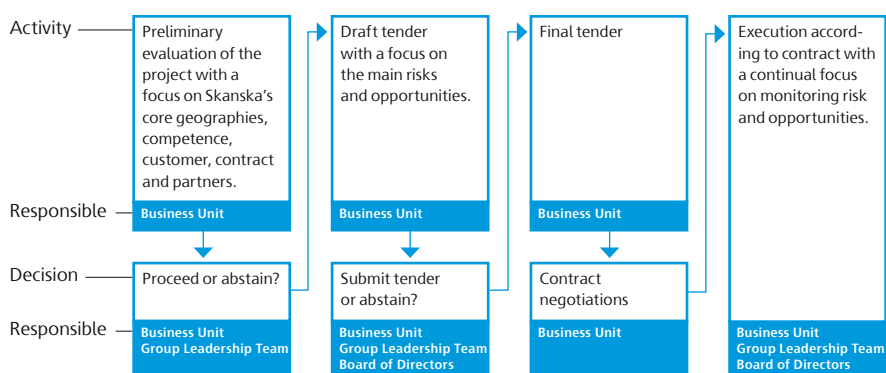 Activity
Preliminary
evaluation of the
project with a
focus on Skanska's
core geographies,
competence,
customer, contract
and partners.
Draft tender
with a focus on
the main risks
and opportunities.
Final tender
Execution accord-
ing to contract with
a continual focus
on monitoring risk
and opportunities.
Responsible
Business Unit
Business Unit
Business Unit
Decision
Proceed or abstain?
Submit tender
or abstain?
Contract
negotiations
Responsible
Business Unit
Group Leadership Team
Business Unit
Group Leadership Team
Board of Directors
Business Unit
Business Unit
Group Leadership Team
Board of Directors